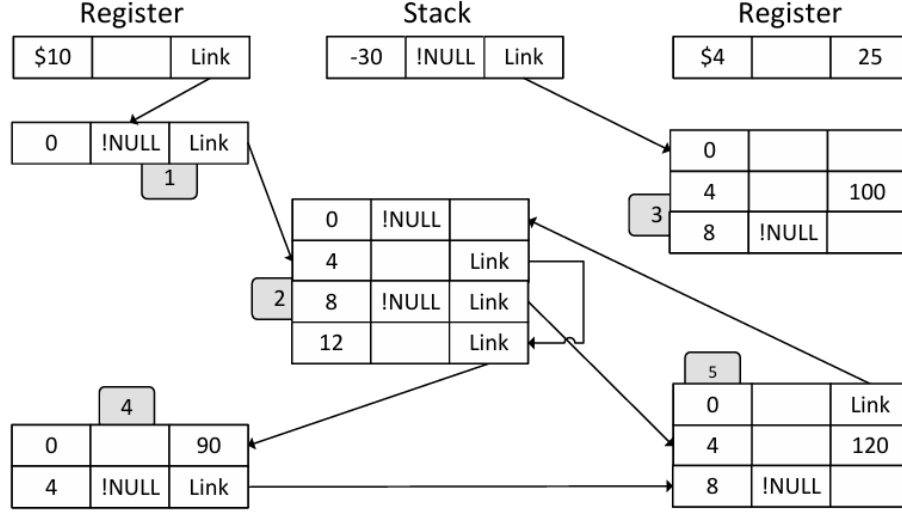 Register Stack Register
$10 Link -30 !NULL Link $4 25
0 !NULL Link
1
0
4 100
8 !NULL
3
0 !NULL
4 Link
8 !NULL Link
12 Link
2
4
0 90
4 !NULL Link
5
0 Link
4 120
8 !NULL